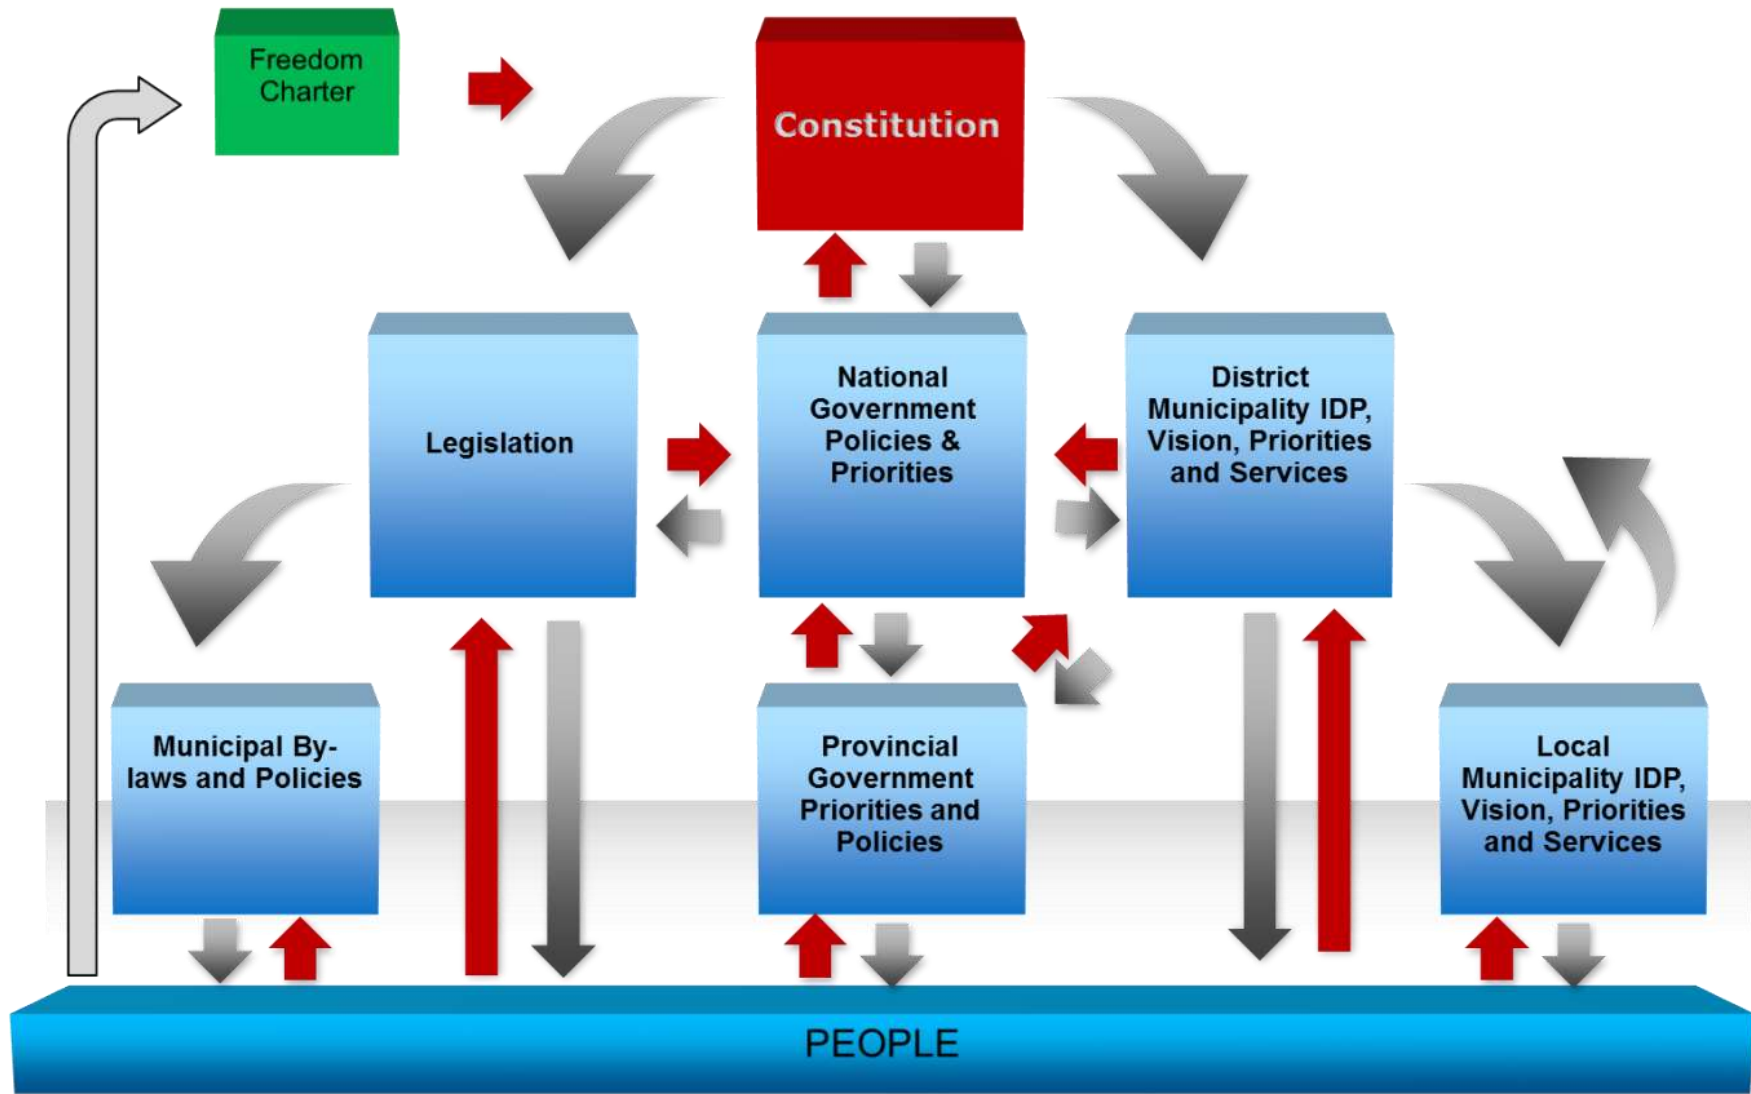 Freedom
Charter
Constitution
Legislation
National
Government
Policies &
Priorities
District
Municipality IDP,
Vision, Priorities
and Services
Municipal By-
laws and Policies
Provincial
Government
Priorities and
Policies
Local
Municipality IDP,
Vision, Priorities
and Services
PEOPLE